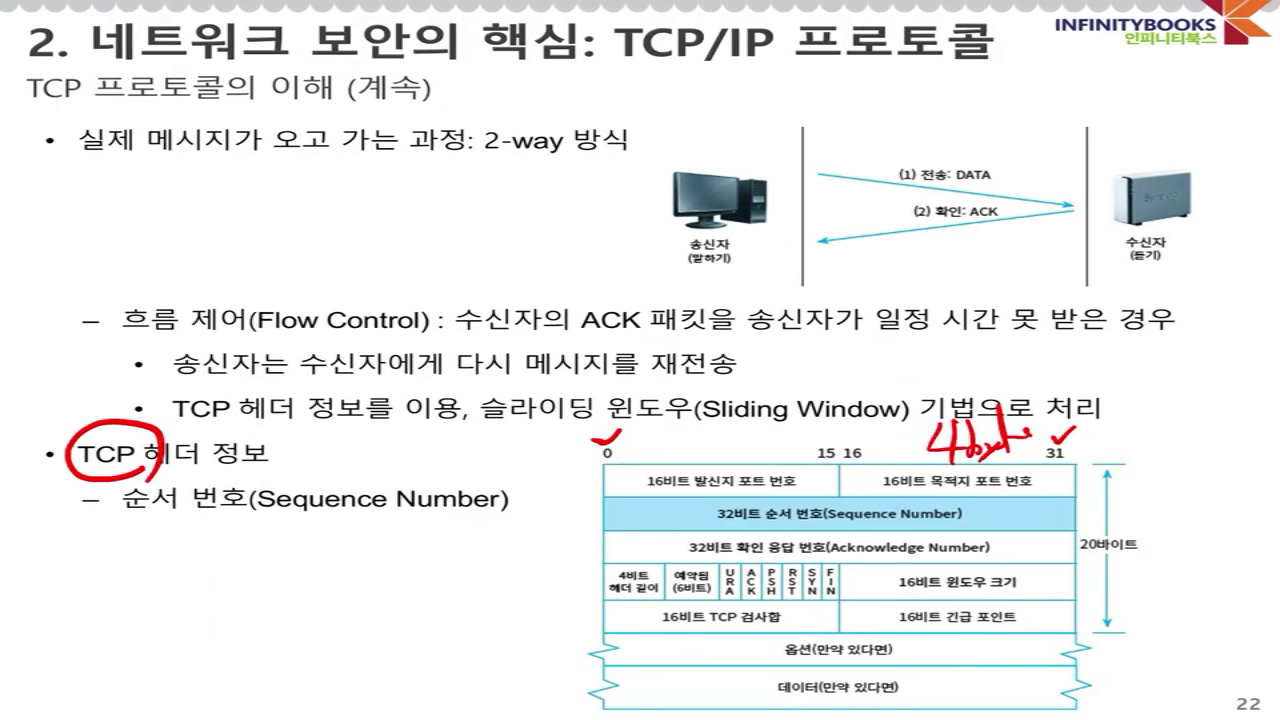 2. 네트워크 보안의 핵심: TCP/IP 프로토콜
INFINITYBOOKS
인피니티북스
TCP 프로토콜의 이해 (계속)
• 실제 메시지가 오고 가는 과정: 2-way 방식
(1) 전송: DATA
(2) 확인: ACK
송신자
(말하기)
수신자
(듣기)
– 흐름 제어(Flow Control) : 수신자의 ACK 패킷을 송신자가 일정 시간 못 받은 경우
• 송신자는 수신자에게 다시 메시지를 재전송
• TCP 헤더 정보를 이용, 슬라이딩 윈도우(Sliding Window) 기법으로 처리
• TCP 헤더 정보
– 순서 번호(Sequence Number)
4byte
0 15 16 31
16비트 발신지 포트 번호 16비트 목적지 포트 번호
32비트 순서 번호(Sequence Number)
32비트 확인 응답 번호(Acknowledge Number)
20바이트
4비트 헤더 길이 예약됨 (6비트) URA ACK PSH RST SYN FIN 16비트 윈도우 크기
16비트 TCP 검사합 16비트 긴급 포인트
옵션(만약 있다면)
데이터(만약 있다면)
22